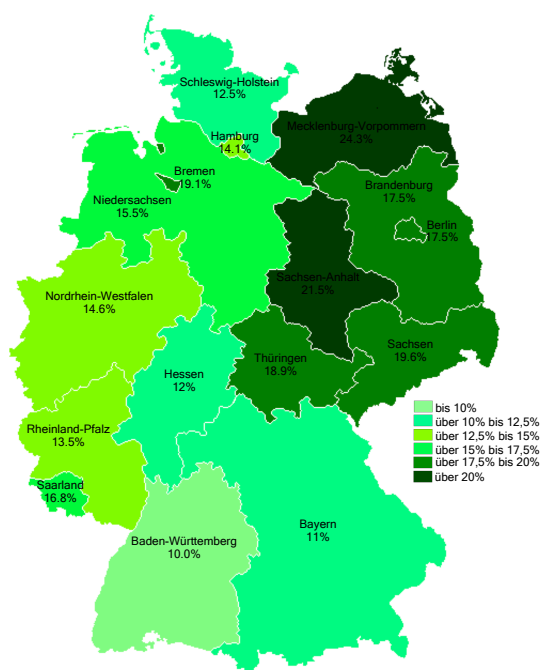 Schleswig-Holstein
12.5%
Mecklenburg-Vorpommern
24.3%
Hamburg
14.1%
Bremen
19.1%
Brandenburg
17.5%
Niedersachsen
15.5%
Berlin
17.5%
Sachsen-Anhalt
21.5%
Nordrhein-Westfalen
14.6%
Sachsen
19.6%
Thüringen
18.9%
Hessen
12%
Rheinland-Pfalz
13.5%
Saarland
16.8%
Bayern
11%
Baden-Württemberg
10.0%
bis 10%
über 10% bis 12,5%
über 12,5% bis 15%
über 15% bis 17,5%
über 17,5% bis 20%
über 20%